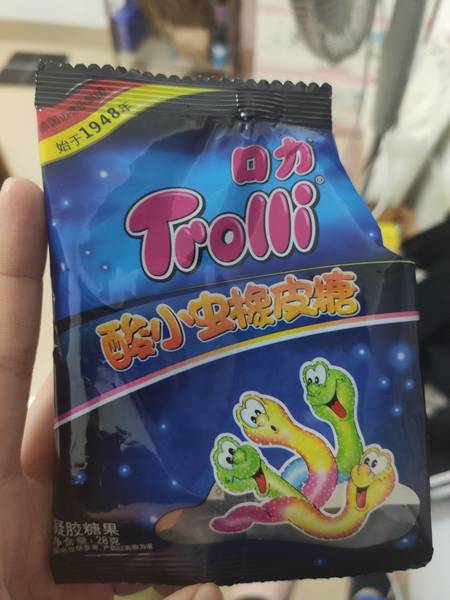 始于1948年
口力
Trolli®
酸小虫橡皮糖
凝胶糖果
净含量:28克